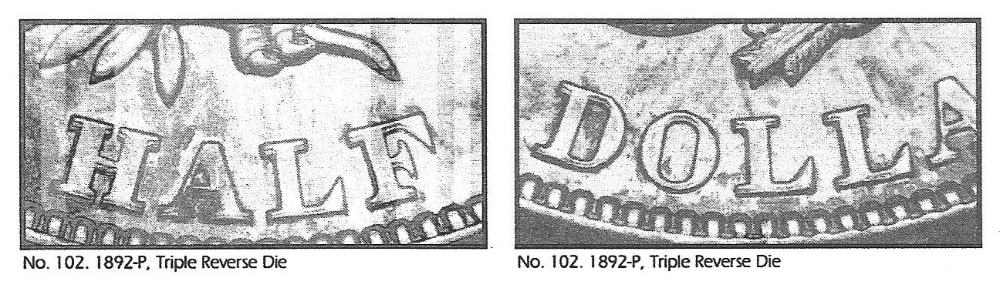 HALF
No. 102. 1892-P, Triple Reverse Die
DOLLA
No. 102. 1892-P, Triple Reverse Die